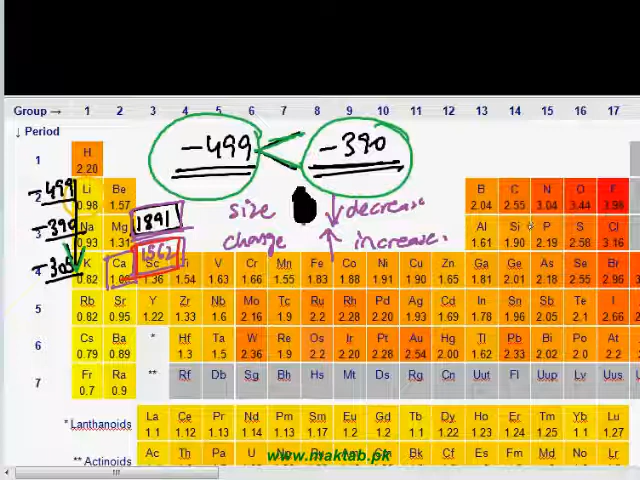 Group → 1 2 3 4 5 6 7 8 9 10 11 12 13 14 15 16 17
↓ Period
-499 < -390
1 H
2.20
-499
2 Li Be B C N O F
0.98 1.57 2.04 2.55 3.04 3.44 3.98
size ↓ decrease
-390
3 Na Mg 1891 Al Si P S Cl
0.93 1.31 1.61 1.90 2.19 2.58 3.16
change ↑ increase.
1562
-305
4 K Ca Sc Ti V Cr Mn Fe Co Ni Cu Zn Ga Ge As Se Br
0.82 1.00 1.36 1.54 1.63 1.66 1.55 1.83 1.88 1.91 1.90 1.65 1.81 2.01 2.18 2.55 2.96
5 Rb Sr Y Zr Nb Mo Tc Ru Rh Pd Ag Cd In Sn Sb Te I
0.82 0.95 1.22 1.33 1.6 2.16 1.9 2.2 2.28 2.20 1.93 1.69 1.78 1.96 2.05 2.1 2.66
6 Cs Ba * Hf Ta W Re Os Ir Pt Au Hg Tl Pb Bi Po At
0.79 0.89 1.3 1.5 2.36 1.9 2.2 2.20 2.28 2.54 2.00 1.62 2.33 2.02 2.0 2.2
7 Fr Ra ** Rf Db Sg Bh Hs Mt Ds Rg Cn Uut Fl Uup Lv Uus
0.7 0.9
* Lanthanoids La Ce Pr Nd Pm Sm Eu Gd Tb Dy Ho Er Tm Yb Lu
1.1 1.12 1.13 1.14 1.13 1.17 1.2 1.2 1.1 1.22 1.23 1.24 1.25 1.1 1.27
** Actinoids Ac Th Pa U Np Pu Am Cm Bk Cf Es Fm Md No Lr
www.maktab.pk